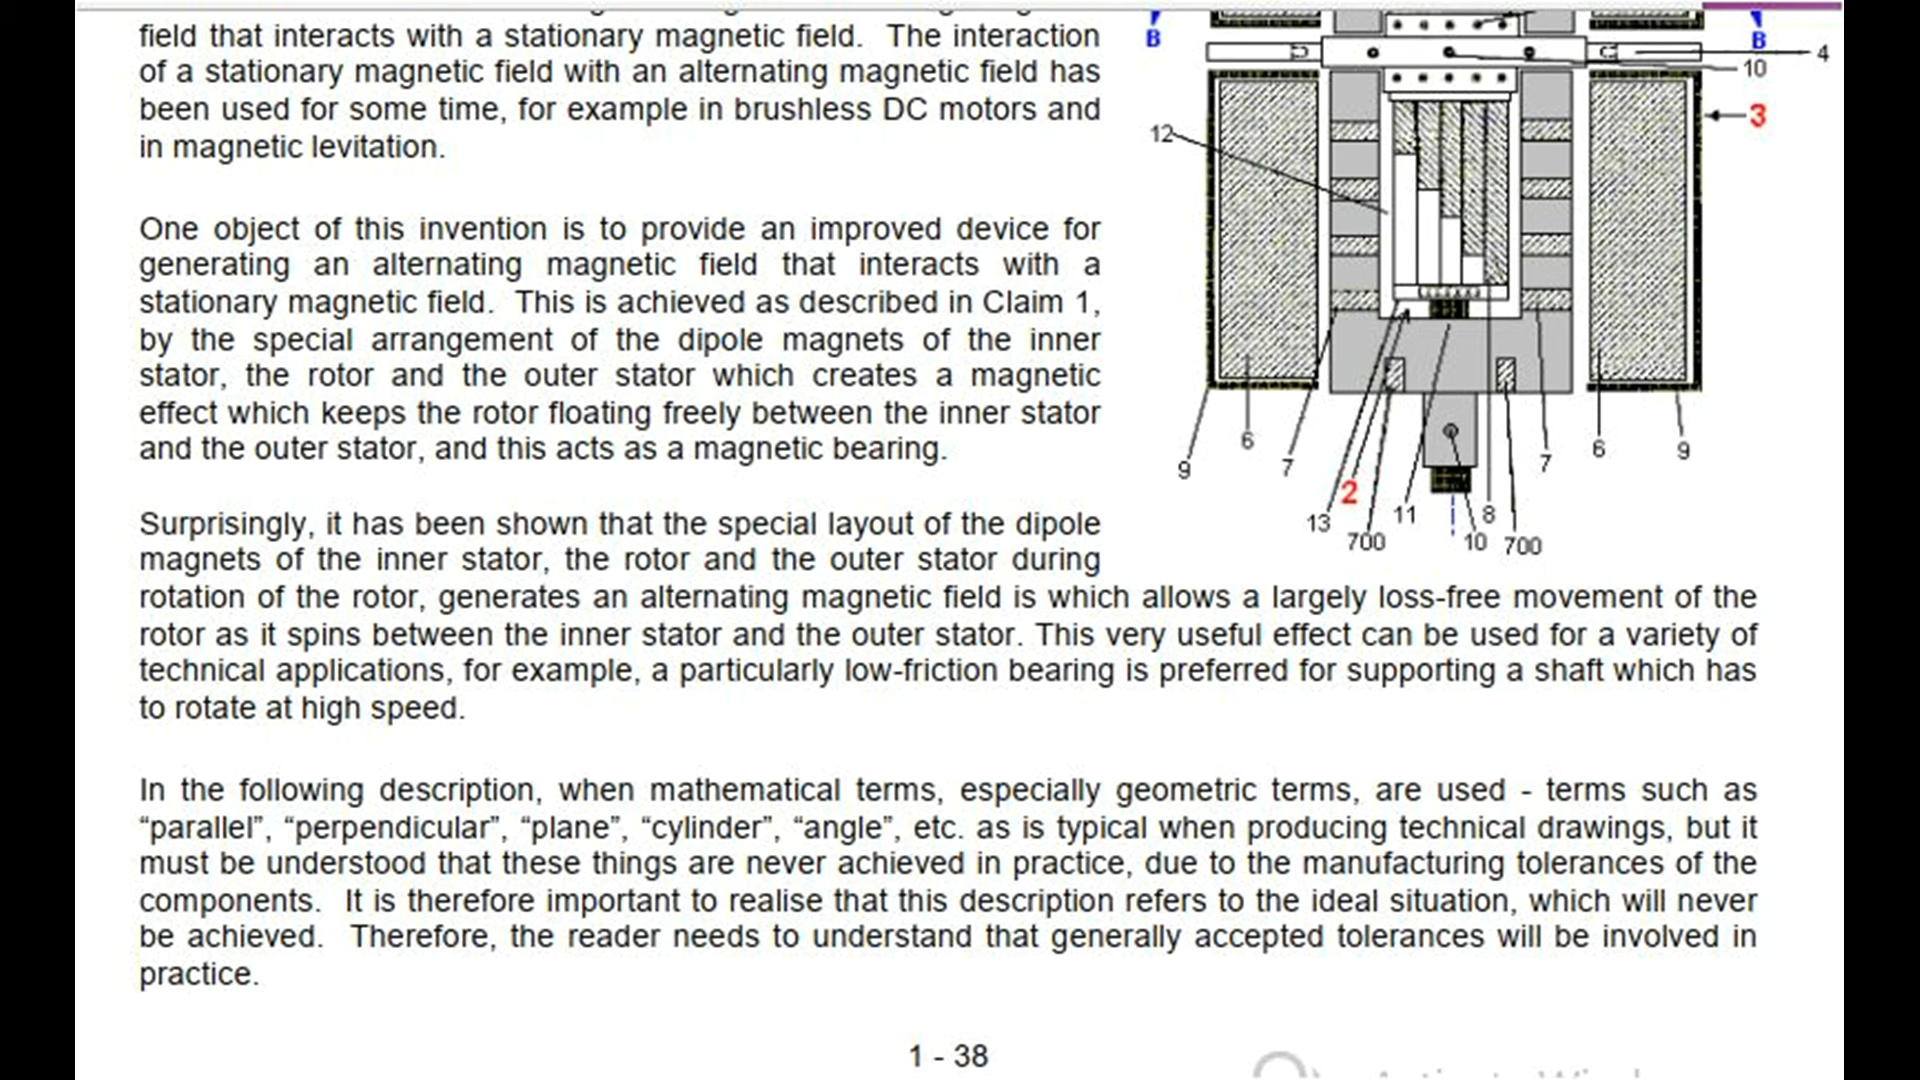 field that interacts with a stationary magnetic field.  The interaction
of a stationary magnetic field with an alternating magnetic field has
been used for some time, for example in brushless DC motors and
in magnetic levitation.
One object of this invention is to provide an improved device for
generating an alternating magnetic field that interacts with a
stationary magnetic field.  This is achieved as described in Claim 1,
by the special arrangement of the dipole magnets of the inner
stator, the rotor and the outer stator which creates a magnetic
effect which keeps the rotor floating freely between the inner stator
and the outer stator, and this acts as a magnetic bearing.
Surprisingly, it has been shown that the special layout of the dipole
magnets of the inner stator, the rotor and the outer stator during
rotation of the rotor, generates an alternating magnetic field is which allows a largely loss-free movement of the
rotor as it spins between the inner stator and the outer stator. This very useful effect can be used for a variety of
technical applications, for example, a particularly low-friction bearing is preferred for supporting a shaft which has
to rotate at high speed.
In the following description, when mathematical terms, especially geometric terms, are used - terms such as
“parallel”, “perpendicular”, “plane”, “cylinder”, “angle”, etc. as is typical when producing technical drawings, but it
must be understood that these things are never achieved in practice, due to the manufacturing tolerances of the
components.  It is therefore important to realise that this description refers to the ideal situation, which will never
be achieved.  Therefore, the reader needs to understand that generally accepted tolerances will be involved in
practice.
1 - 38
B
B
4
10
3
12
9
6
7
2
13
700
11
10
8
700
7
6
9